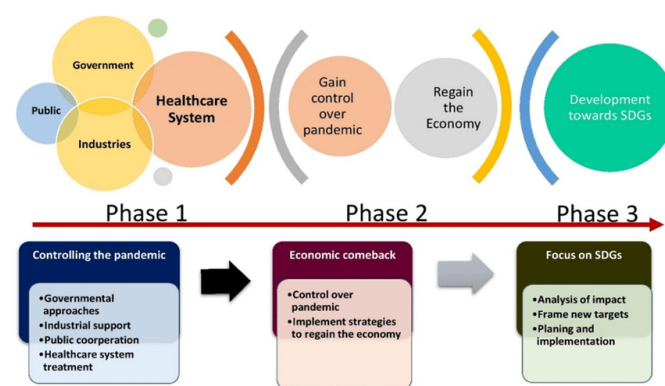 Government
Public
Industries
Healthcare
System
Gain
control
over
pandemic
Regain
the
Economy
Development
towards SDGs
Phase 1
Phase 2
Phase 3
Controlling the pandemic
•Governmental
approaches
•Industrial support
•Public coorperation
•Healthcare system
treatment
Economic comeback
•Control over
pandemic
•Implement strategies
to regain the economy
Focus on SDGs
•Analysis of impact
•Frame new targets
•Planing and
implementation